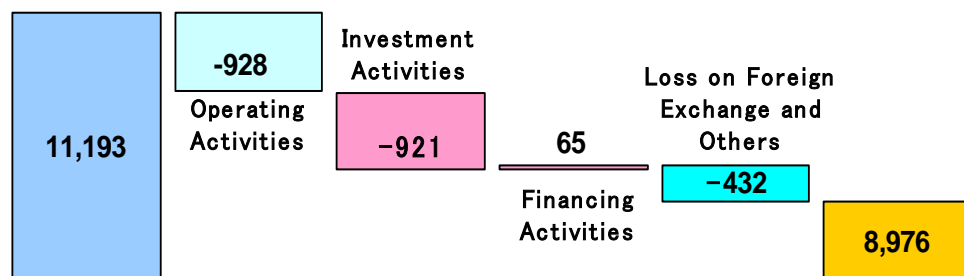 11,193
-928
Operating
Activities
Investment
Activities
−921
65
Financing
Activities
Loss on Foreign
Exchange and
Others
−432
8,976